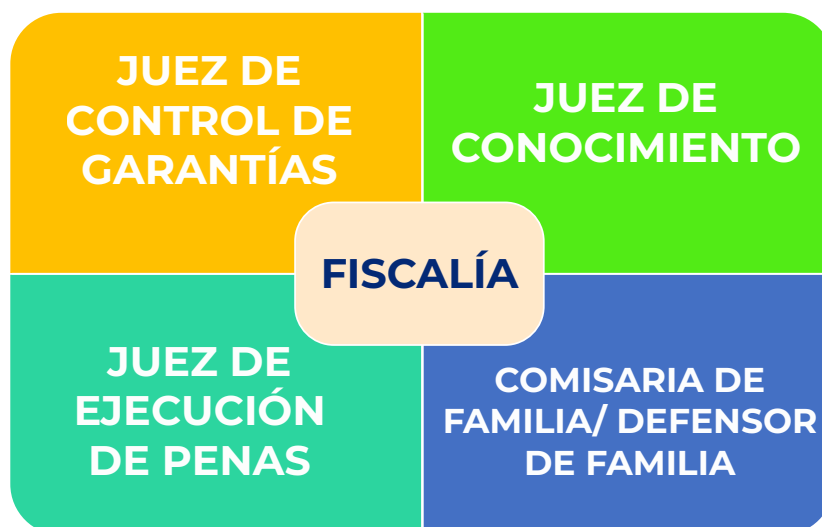 JUEZ DE
CONTROL DE
GARANTÍAS
JUEZ DE
CONOCIMIENTO
FISCALÍA
JUEZ DE
EJECUCIÓN
DE PENAS
COMISARIA DE
FAMILIA/ DEFENSOR
DE FAMILIA